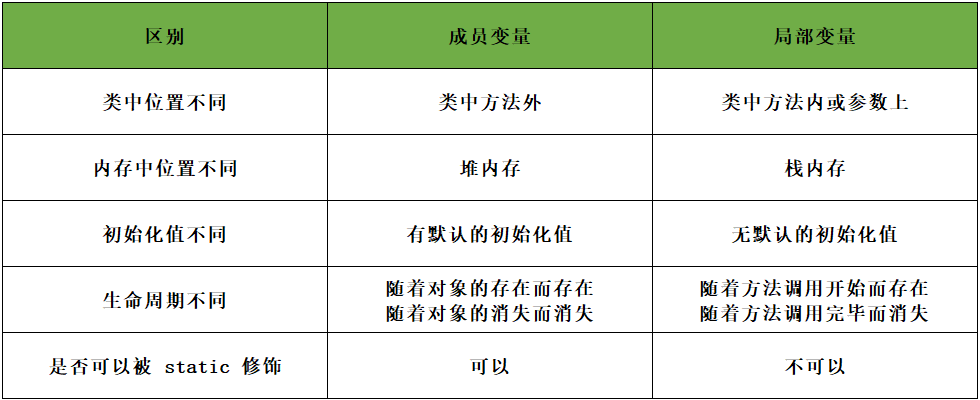 区别 成员变量 局部变量
类中位置不同 类中方法外 类中方法内或参数上
内存中位置不同 堆内存 栈内存
初始化值不同 有默认的初始化值 无默认的初始化值
生命周期不同 随着对象的存在而存在 随着方法调用开始而存在
随着对象的消失而消失 随着方法调用完毕而消失
是否可以被 static 修饰 可以 不可以